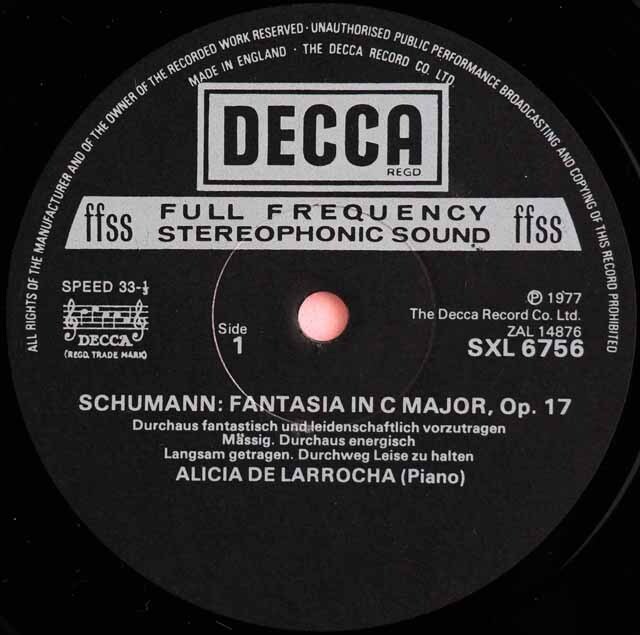 ALL RIGHTS OF THE MANUFACTURER AND OF THE OWNER OF THE RECORDED WORK RESERVED · UNAUTHORISED PUBLIC PERFORMANCE BROADCASTING AND COPYING OF THIS RECORD PROHIBITED
MADE IN ENGLAND · THE DECCA RECORD CO. LTD.
DECCA
REGD
ffss FULL FREQUENCY STEREOPHONIC SOUND ffss
SPEED 33-⅓
DECCA
(REGD. TRADE MARK)
Side
1
℗ 1977
The Decca Record Co. Ltd.
ZAL 14876
SXL 6756
SCHUMANN: FANTASIA IN C MAJOR, Op. 17
Durchaus fantastisch und leidenschaftlich vorzutragen
Mässig. Durchaus energisch
Langsam getragen. Durchweg Leise zu halten
ALICIA DE LARROCHA (Piano)